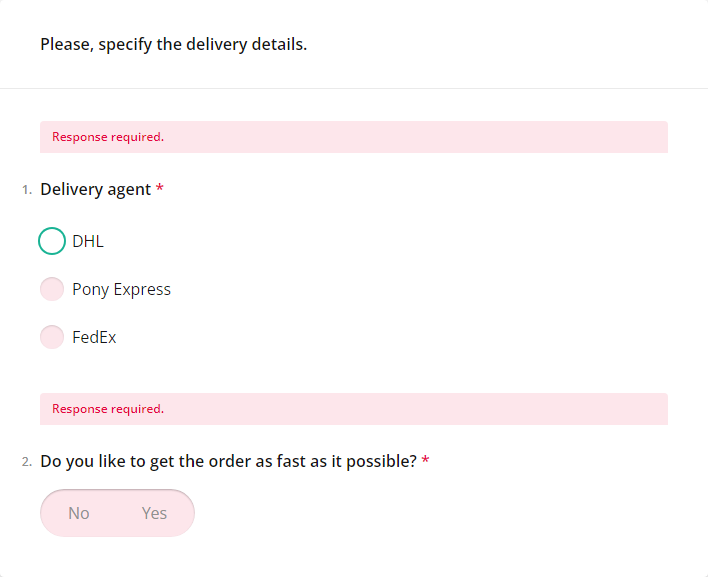 Please, specify the delivery details.
Response required.
1. Delivery agent *
DHL
Pony Express
FedEx
Response required.
2. Do you like to get the order as fast as it possible? *
No Yes